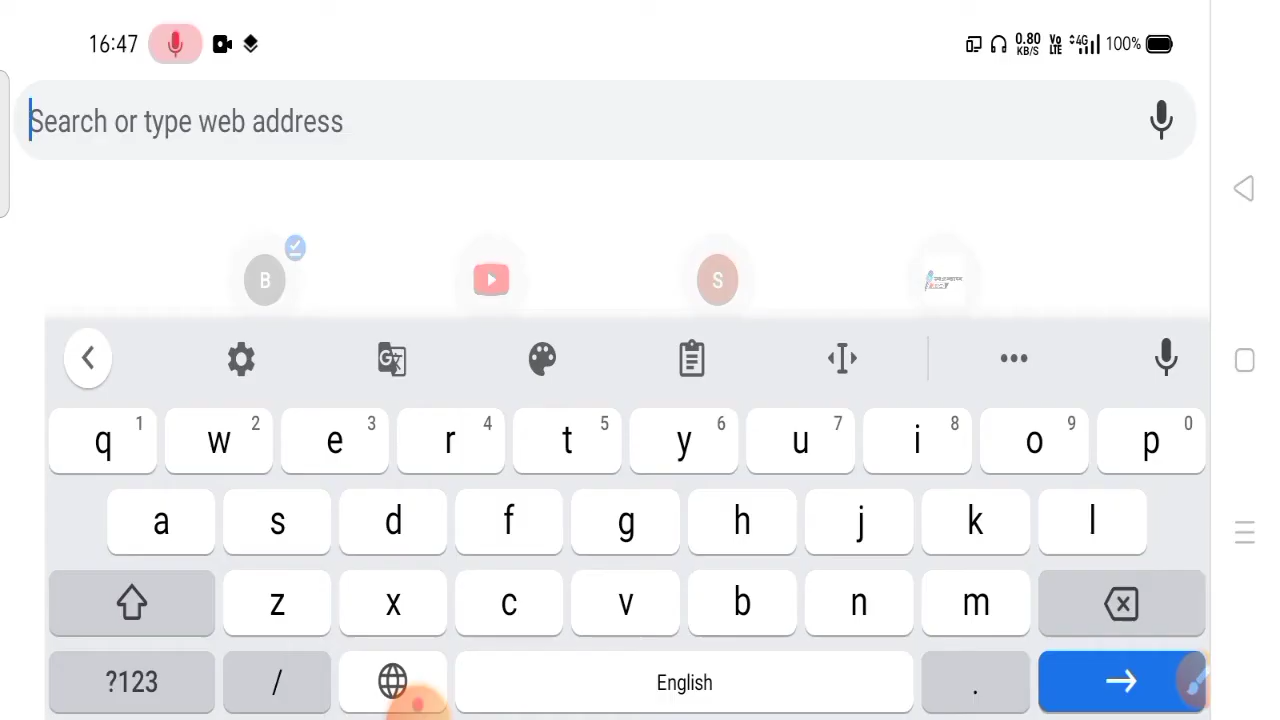 16:47 0.80 KB/S Vo LTE 4G 100%
Search or type web address
B S
1 2 3 4 5 6 7 8 9 0
q w e r t y u i o p
a s d f g h j k l
z x c v b n m
?123 / English .